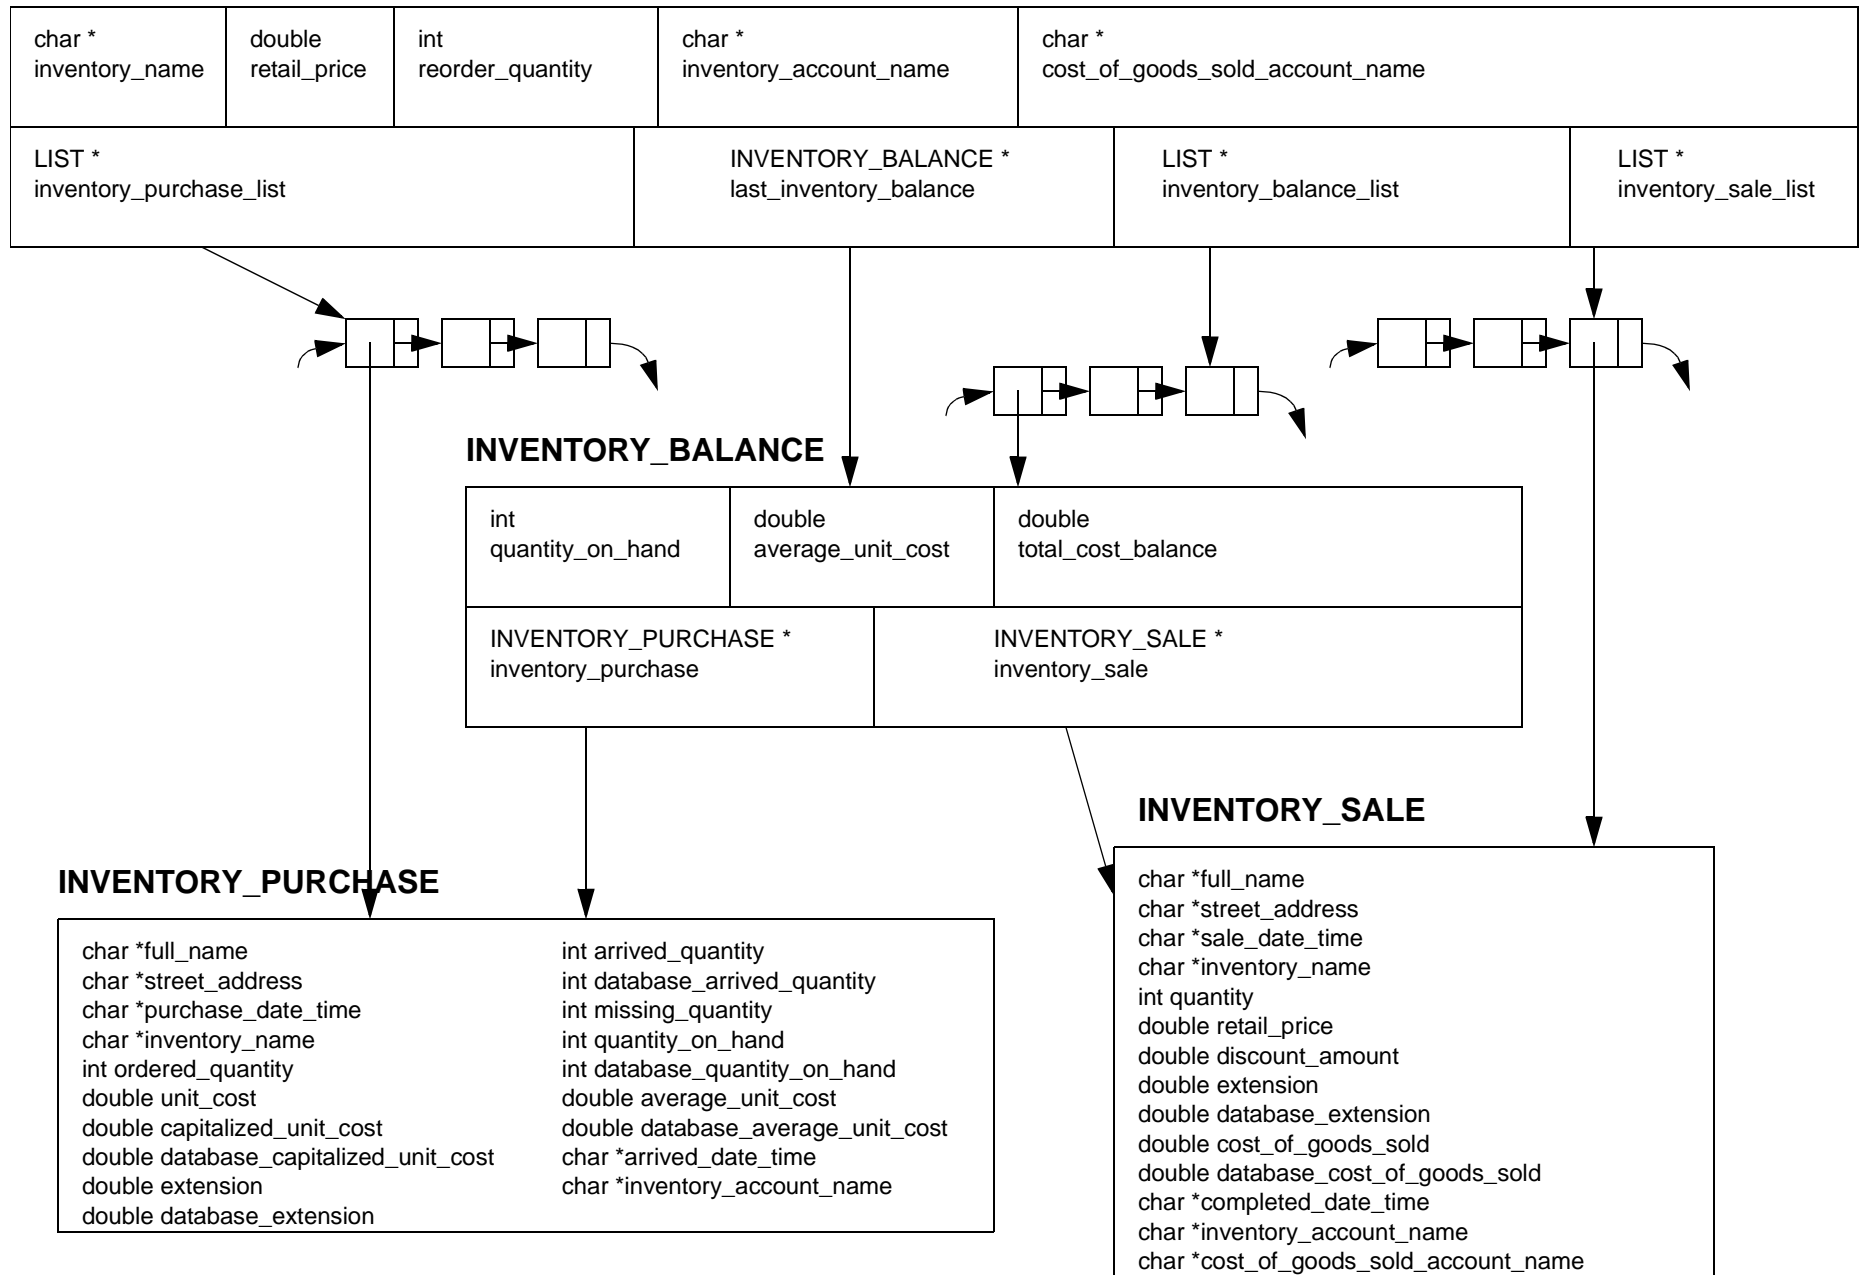 char *
inventory_name
double
retail_price
int
reorder_quantity
char *
inventory_account_name
char *
cost_of_goods_sold_account_name
LIST *
inventory_purchase_list
INVENTORY_BALANCE *
last_inventory_balance
LIST *
inventory_balance_list
LIST *
inventory_sale_list
INVENTORY_BALANCE
int
quantity_on_hand
double
average_unit_cost
double
total_cost_balance
INVENTORY_PURCHASE *
inventory_purchase
INVENTORY_SALE *
inventory_sale
INVENTORY_PURCHASE
char *full_name
char *street_address
char *purchase_date_time
char *inventory_name
int ordered_quantity
double unit_cost
double capitalized_unit_cost
double database_capitalized_unit_cost
double extension
double database_extension
int arrived_quantity
int database_arrived_quantity
int missing_quantity
int quantity_on_hand
int database_quantity_on_hand
double average_unit_cost
double database_average_unit_cost
char *arrived_date_time
char *inventory_account_name
INVENTORY_SALE
char *full_name
char *street_address
char *sale_date_time
char *inventory_name
int quantity
double retail_price
double discount_amount
double extension
double database_extension
double cost_of_goods_sold
double database_cost_of_goods_sold
char *completed_date_time
char *inventory_account_name
char *cost_of_goods_sold_account_name